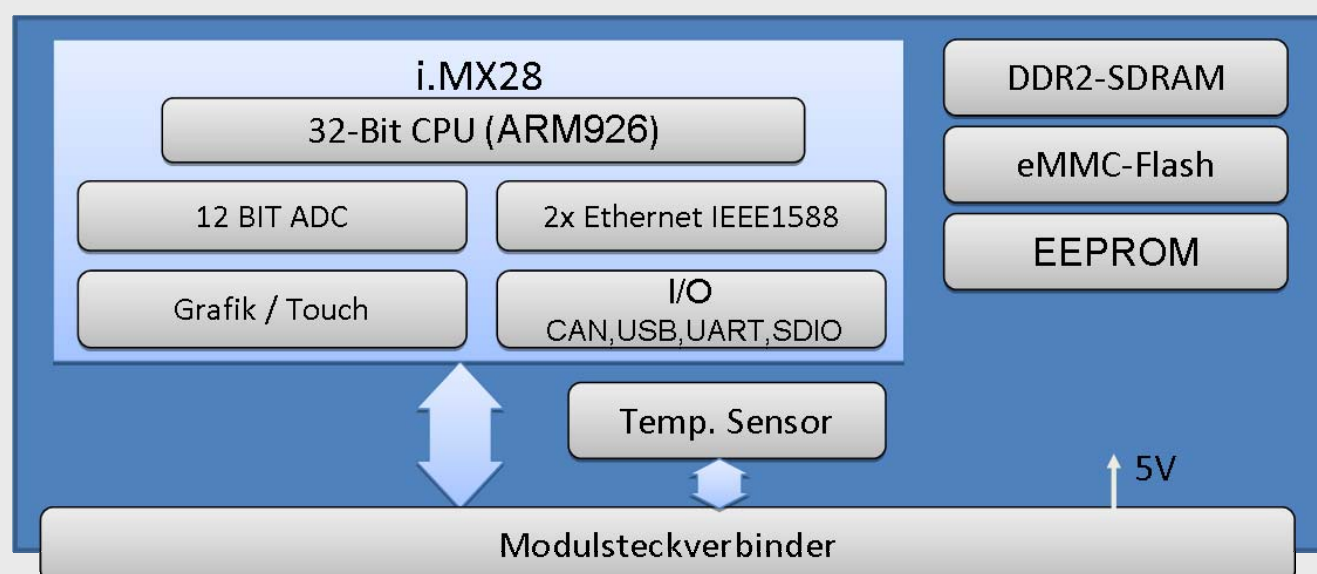 i.MX28
32-Bit CPU (ARM926)
12 BIT ADC
2x Ethernet IEEE1588
Grafik / Touch
I/O
CAN,USB,UART,SDIO
DDR2-SDRAM
eMMC-Flash
EEPROM
Temp. Sensor
5V
Modulsteckverbinder